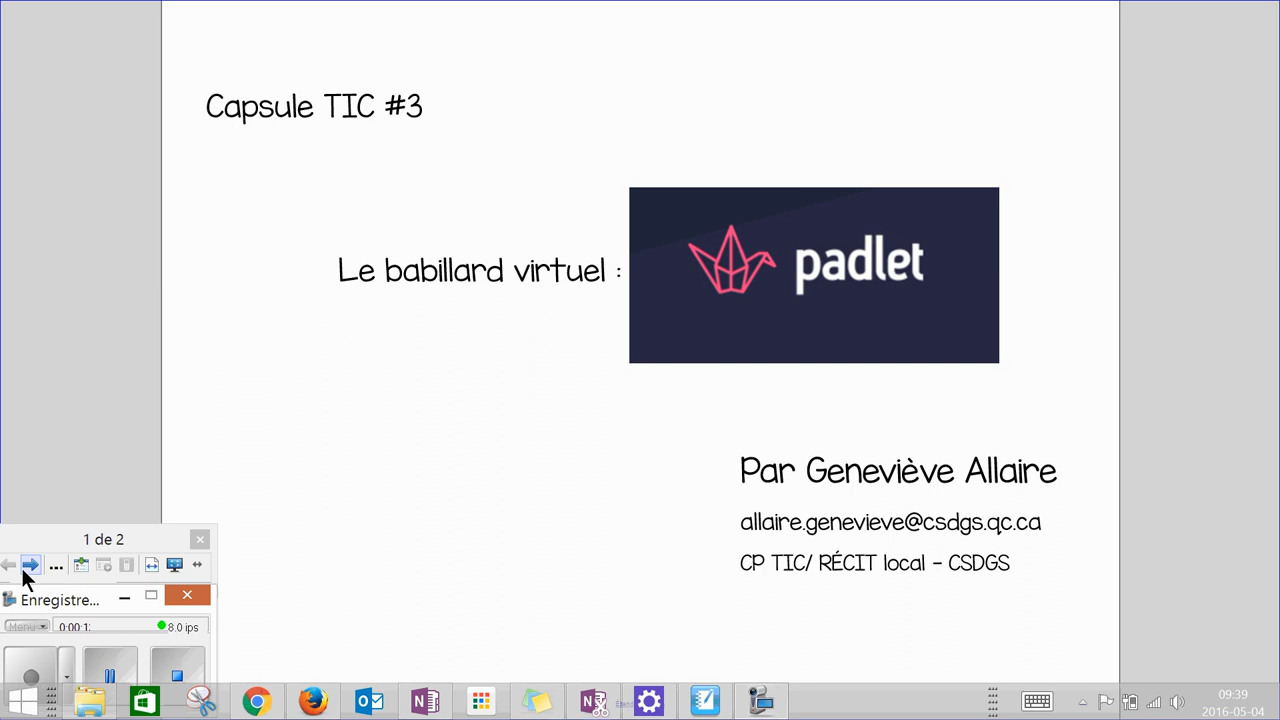 Capsule TIC #3
Le babillard virtuel :
padlet
Par Geneviève Allaire
allaire.genevieve@csdgs.qc.ca
CP TIC/ RÉCIT local - CSDGS
1 de 2
Enregistre...
Menu
0:00:1
8.0 ips
09:39
2016-05-04